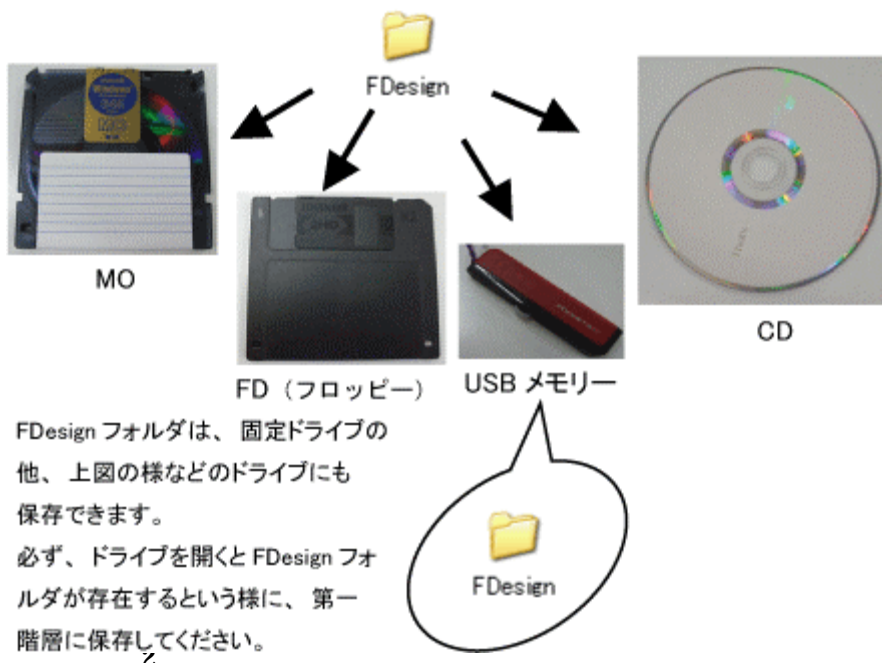 FDesign
MO
FD (フロッピー)
USB メモリー
CD
FDesign フォルダは、固定ドライブの
他、上図の様などのドライブにも
保存できます。
必ず、ドライブを開くと FDesign フォ
ルダが存在するという様に、第一
階層に保存してください。
FDesign